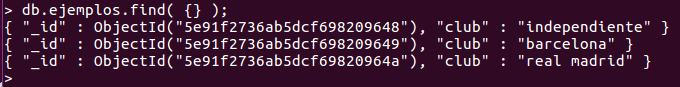 > db.ejemplos.find( {} );
{ "_id" : ObjectId("5e91f2736ab5dcf698209648"), "club" : "independiente" }
{ "_id" : ObjectId("5e91f2736ab5dcf698209649"), "club" : "barcelona" }
{ "_id" : ObjectId("5e91f2736ab5dcf69820964a"), "club" : "real madrid" }
>